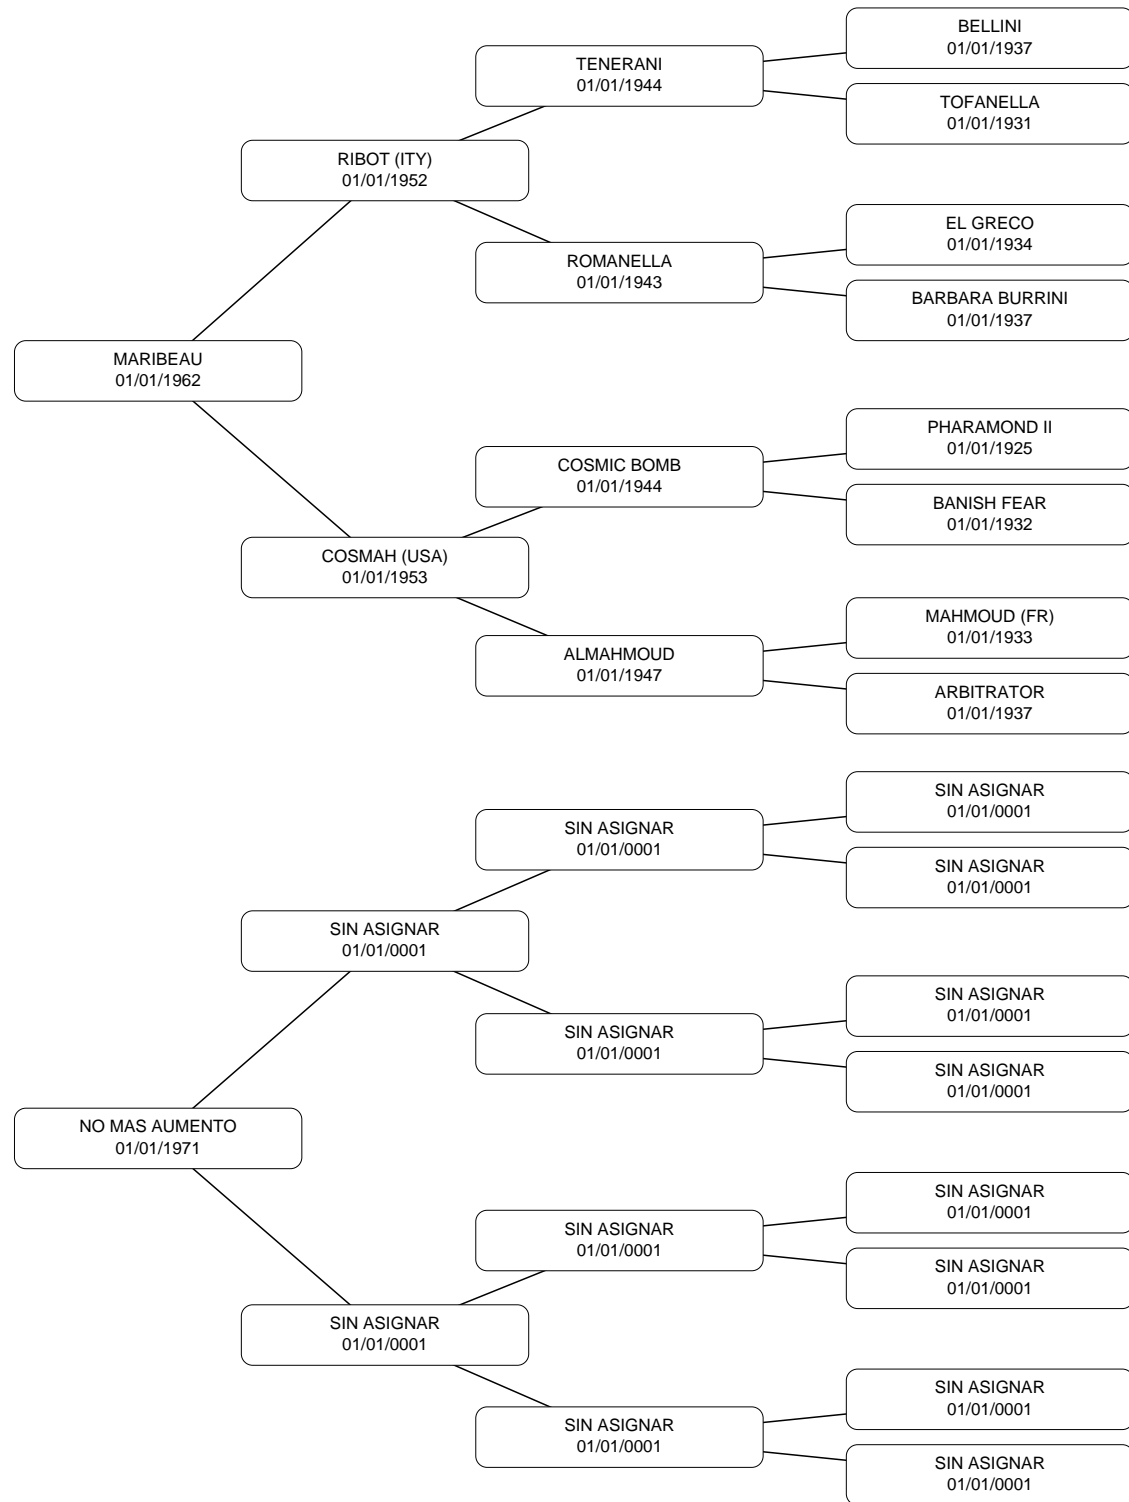 BELLINI
01/01/1937
TENERANI
01/01/1944
TOFANELLA
01/01/1931
RIBOT (ITY)
01/01/1952
EL GRECO
01/01/1934
ROMANELLA
01/01/1943
BARBARA BURRINI
01/01/1937
MARIBEAU
01/01/1962
PHARAMOND II
01/01/1925
COSMIC BOMB
01/01/1944
BANISH FEAR
01/01/1932
COSMAH (USA)
01/01/1953
MAHMOUD (FR)
01/01/1933
ALMAHMOUD
01/01/1947
ARBITRATOR
01/01/1937
SIN ASIGNAR
01/01/0001
SIN ASIGNAR
01/01/0001
SIN ASIGNAR
01/01/0001
SIN ASIGNAR
01/01/0001
SIN ASIGNAR
01/01/0001
SIN ASIGNAR
01/01/0001
SIN ASIGNAR
01/01/0001
NO MAS AUMENTO
01/01/1971
SIN ASIGNAR
01/01/0001
SIN ASIGNAR
01/01/0001
SIN ASIGNAR
01/01/0001
SIN ASIGNAR
01/01/0001
SIN ASIGNAR
01/01/0001
SIN ASIGNAR
01/01/0001
SIN ASIGNAR
01/01/0001